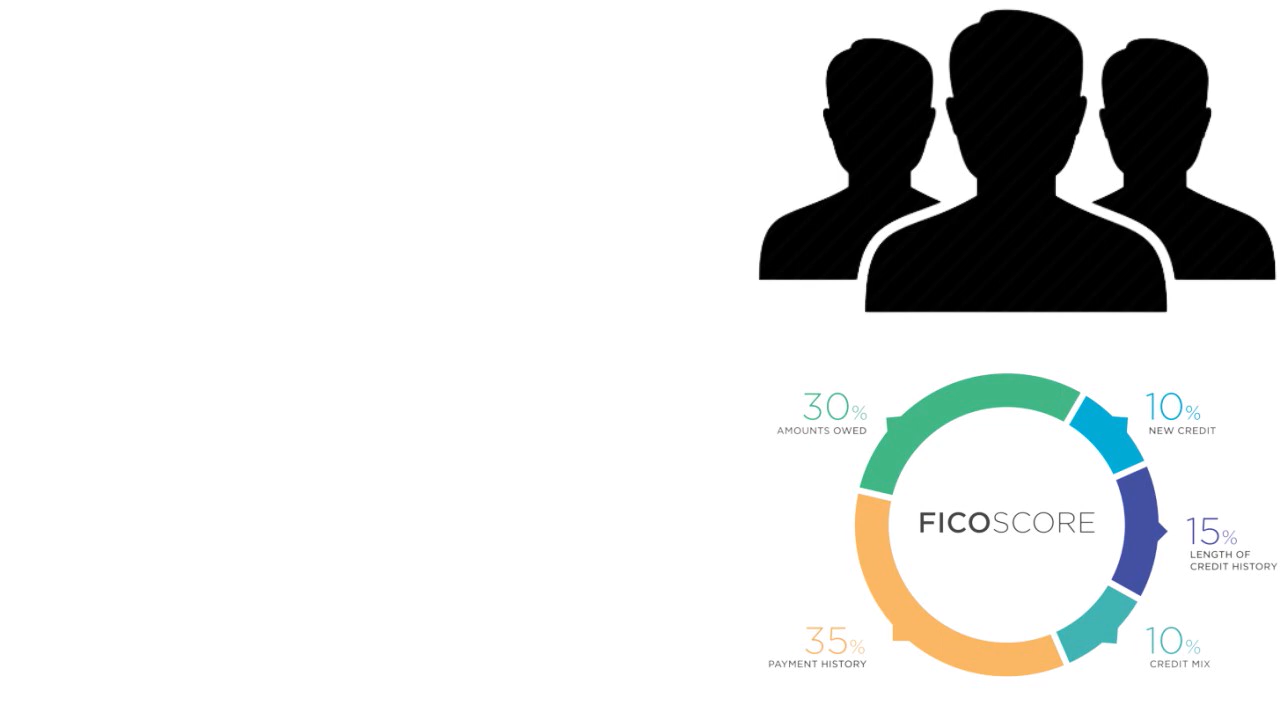 30%
AMOUNTS OWED
10%
NEW CREDIT
FICOSCORE
15%
LENGTH OF
CREDIT HISTORY
35%
PAYMENT HISTORY
10%
CREDIT MIX